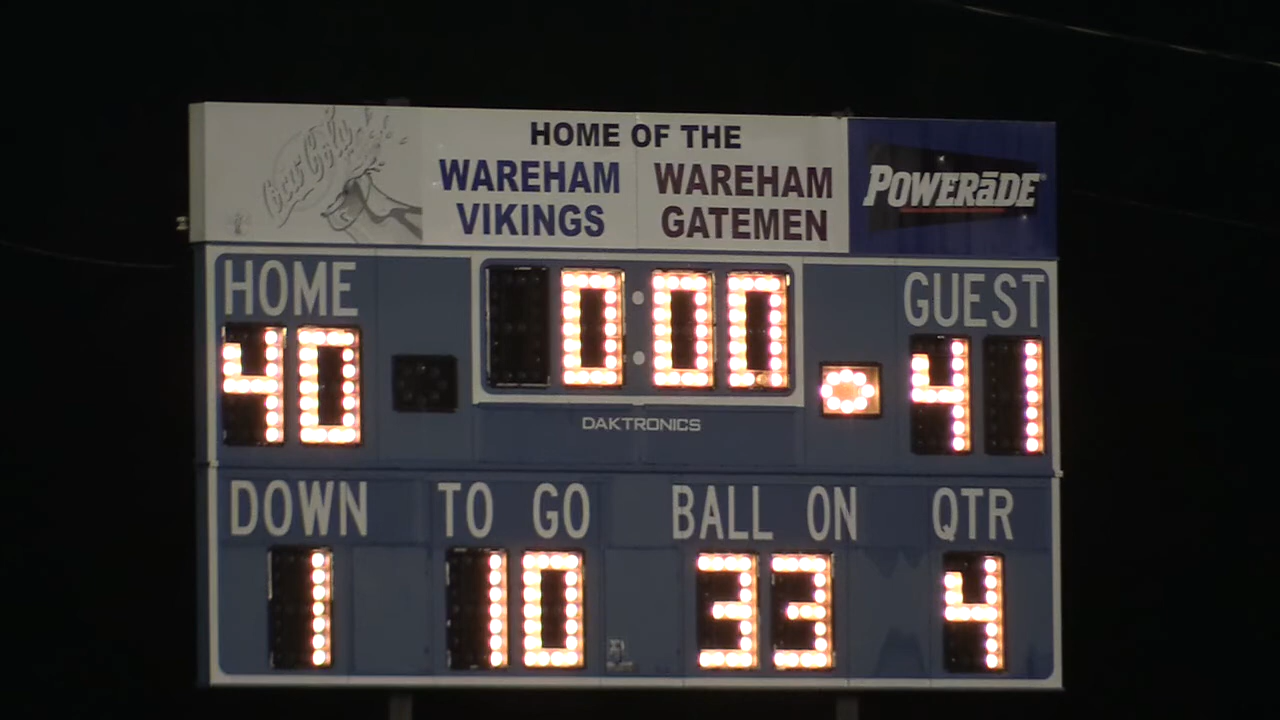 Coca-Cola
HOME OF THE
WAREHAM VIKINGS
WAREHAM GATEMEN
POWERāDE
HOME
0:00
GUEST
40
41
DAKTRONICS
DOWN TO GO BALL ON QTR
1 10 33 4